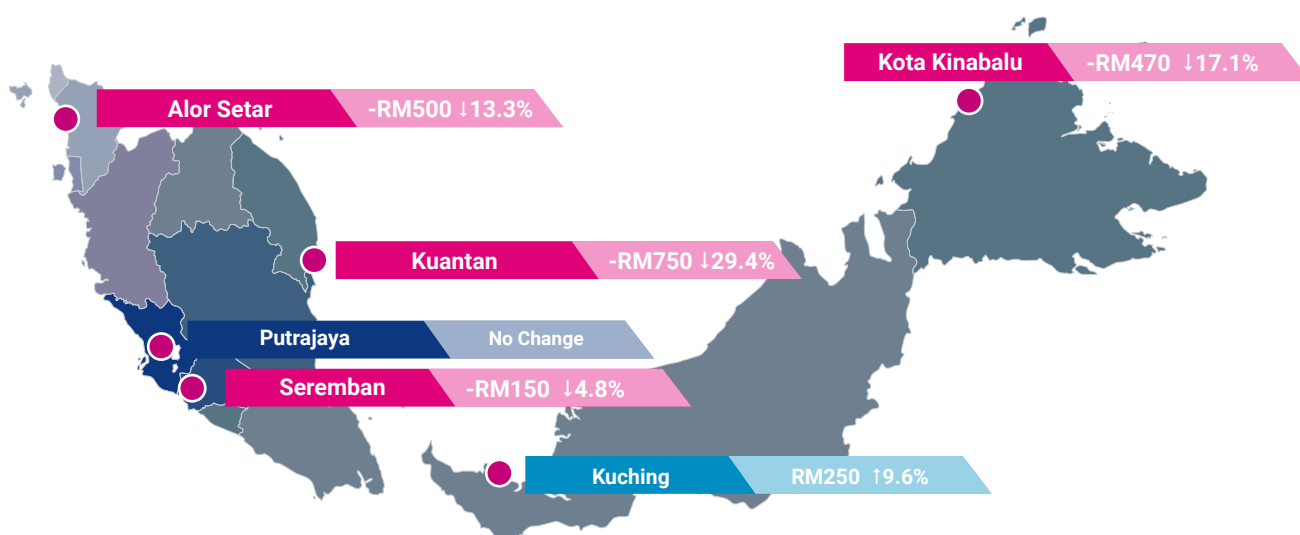 Kota Kinabalu -RM470 ↓17.1%
Alor Setar -RM500 ↓13.3%
Kuantan -RM750 ↓29.4%
Putrajaya No Change
Seremban -RM150 ↓4.8%
Kuching RM250 ↑9.6%